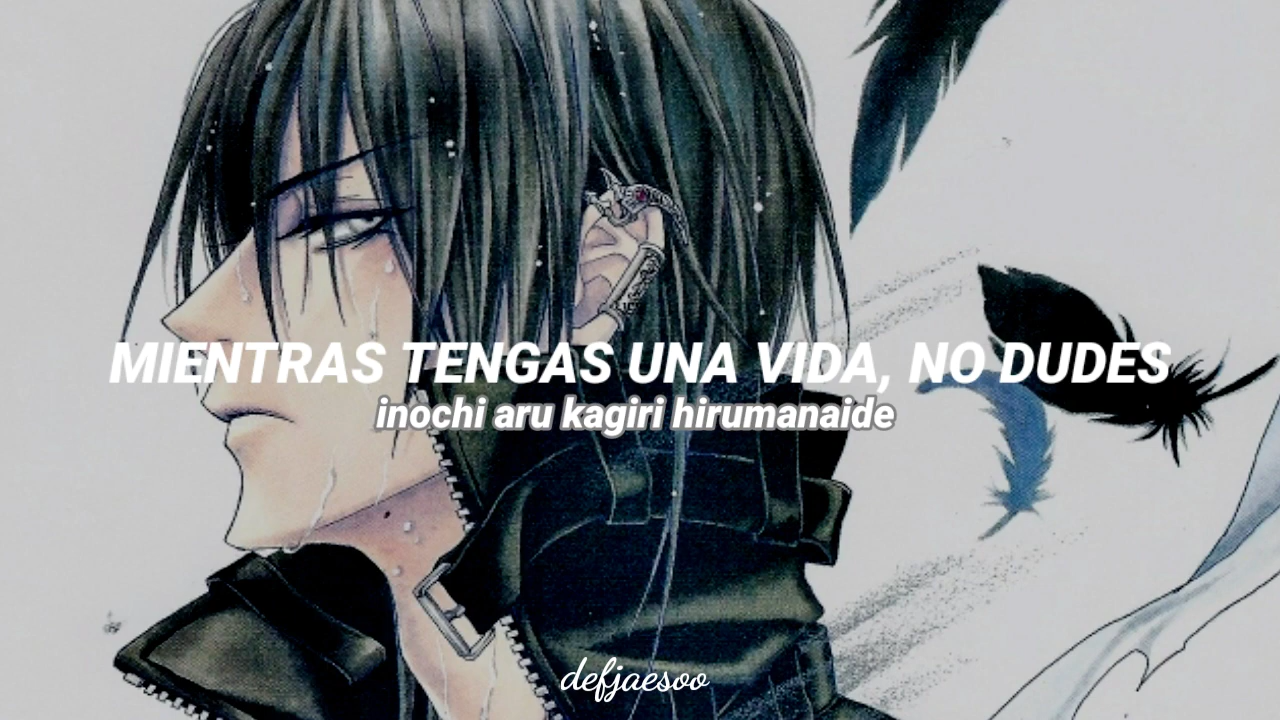 MIENTRAS TENGAS UNA VIDA, NO DUDES
inochi aru kagiri hirumanaide
defjaesoo